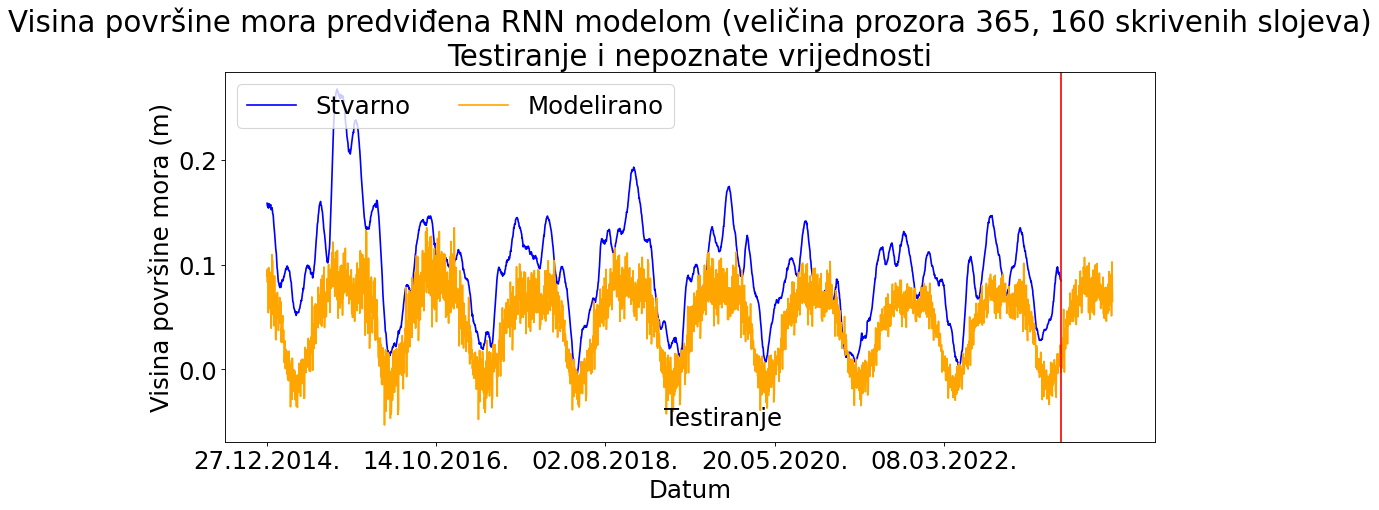 Visina površine mora predviđena RNN modelom (veličina prozora 365, 160 skrivenih slojeva)
Testiranje i nepoznate vrijednosti
Stvarno Modelirano
Visina površine mora (m)
0.2
0.1
0.0
Testiranje
27.12.2014. 14.10.2016. 02.08.2018. 20.05.2020. 08.03.2022.
Datum